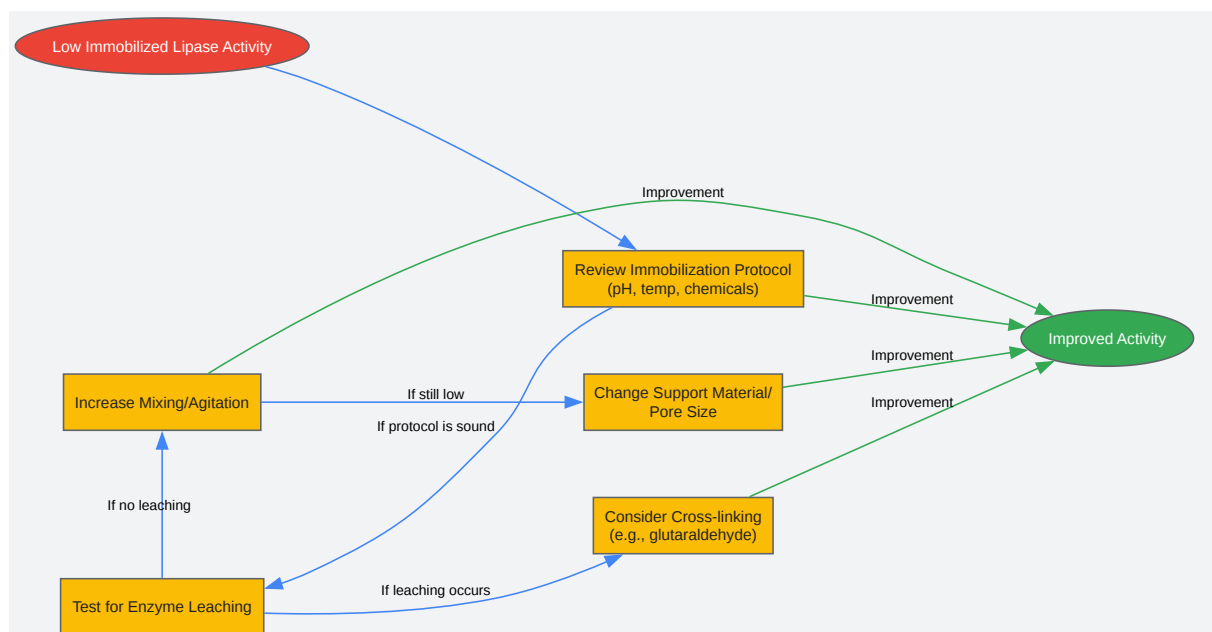 Low Immobilized Lipase Activity
Improvement
Review Immobilization Protocol
(pH, temp, chemicals)
Improvement
Improved Activity
Improvement
Increase Mixing/Agitation
If still low
Change Support Material/
Pore Size
Improvement
If protocol is sound
If no leaching
Consider Cross-linking
(e.g., glutaraldehyde)
If leaching occurs
Test for Enzyme Leaching